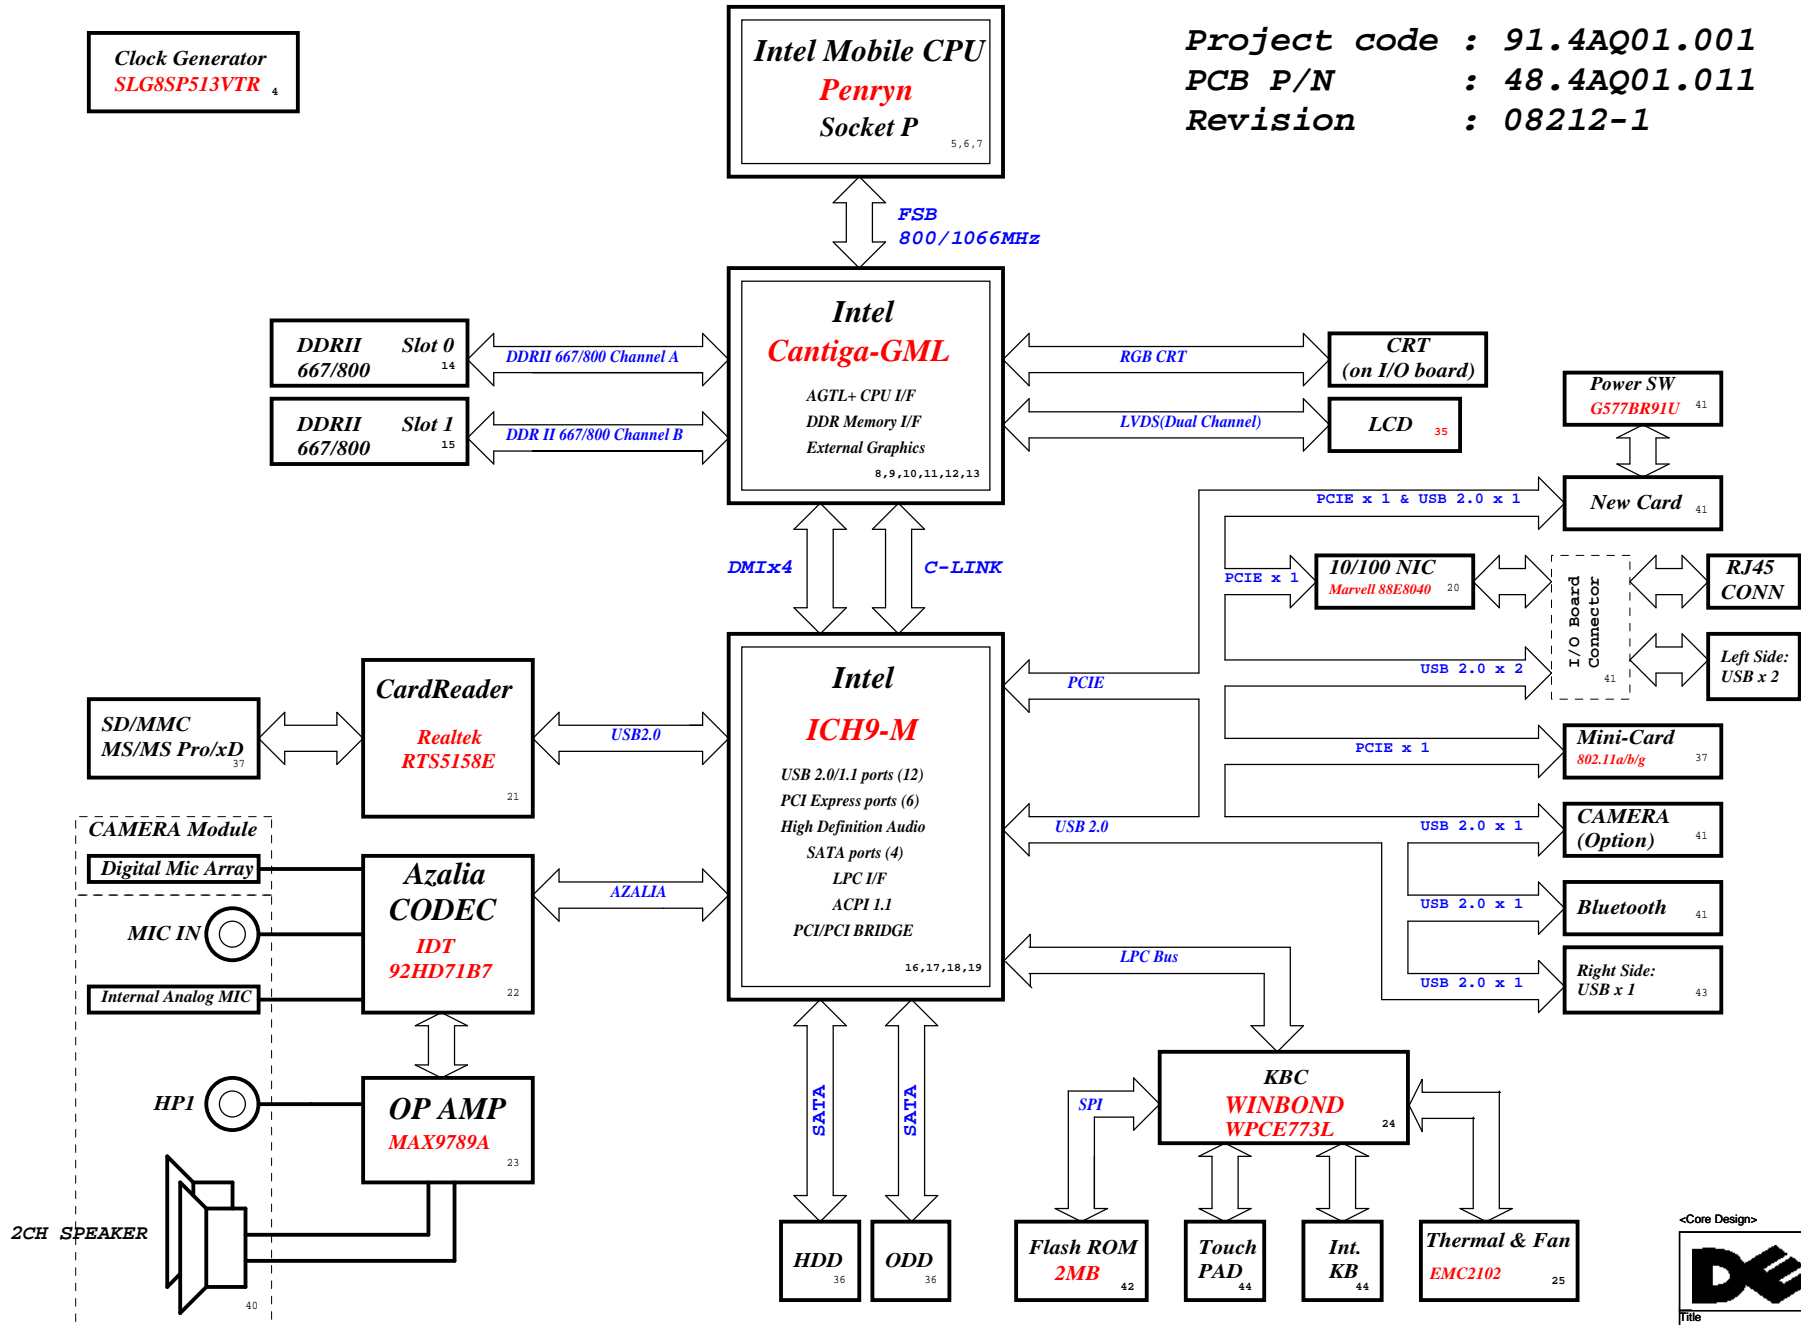 Project code : 91.4AQ01.001
PCB P/N : 48.4AQ01.011
Revision : 08212-1
Clock Generator
SLG8SP513VTR
4
Intel Mobile CPU
Penryn
Socket P
5,6,7
FSB
800/1066MHz
Intel
Cantiga-GML
AGTL+ CPU I/F
DDR Memory I/F
External Graphics
8,9,10,11,12,13
DDRII Slot 0
667/800
14
DDRII 667/800 Channel A
DDRII Slot 1
667/800
15
DDR II 667/800 Channel B
RGB CRT
CRT
(on I/O board)
LVDS(Dual Channel)
LCD
35
Power SW
G577BR91U
41
PCIE x 1 & USB 2.0 x 1
New Card
41
DMIx4
C-LINK
PCIE x 1
10/100 NIC
Marvell 88E8040
20
I/O Board
Connector
41
RJ45
CONN
USB 2.0 x 2
Left Side:
USB x 2
Intel
ICH9-M
USB 2.0/1.1 ports (12)
PCI Express ports (6)
High Definition Audio
SATA ports (4)
LPC I/F
ACPI 1.1
PCI/PCI BRIDGE
16,17,18,19
PCIE
USB 2.0
PCIE x 1
Mini-Card
802.11a/b/g
37
USB 2.0 x 1
CAMERA
(Option)
41
USB 2.0 x 1
Bluetooth
41
USB 2.0 x 1
Right Side:
USB x 1
43
CardReader
Realtek
RTS5158E
21
USB2.0
SD/MMC
MS/MS Pro/xD
37
CAMERA Module
Digital Mic Array
Azalia
CODEC
IDT
92HD71B7
22
AZALIA
MIC IN
Internal Analog MIC
HP1
OP AMP
MAX9789A
23
2CH SPEAKER
40
LPC Bus
SATA
SATA
HDD
36
ODD
36
KBC
WINBOND
WPCE773L
24
SPI
Flash ROM
2MB
42
Touch
PAD
44
Int.
KB
44
Thermal & Fan
EMC2102
25
<Core Design>
DE
Title